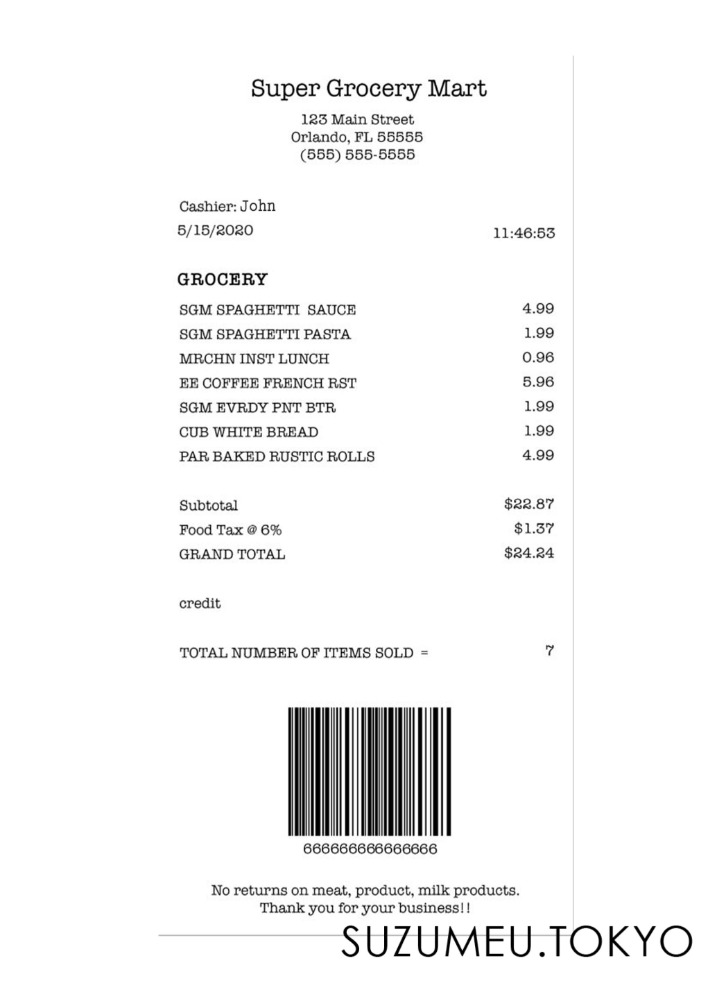 Super Grocery Mart
123 Main Street
Orlando, FL 55555
(555) 555-5555
Cashier: John
5/15/2020 11:46:53
GROCERY
SGM SPAGHETTI SAUCE 4.99
SGM SPAGHETTI PASTA 1.99
MRCHN INST LUNCH 0.96
EE COFFEE FRENCH RST 5.96
SGM EVRDY PNT BTR 1.99
CUB WHITE BREAD 1.99
PAR BAKED RUSTIC ROLLS 4.99
Subtotal $22.87
Food Tax @ 6% $1.37
GRAND TOTAL $24.24
credit
TOTAL NUMBER OF ITEMS SOLD = 7
666666666666666
No returns on meat, product, milk products.
Thank you for your business!!
SUZUMEU.TOKYO